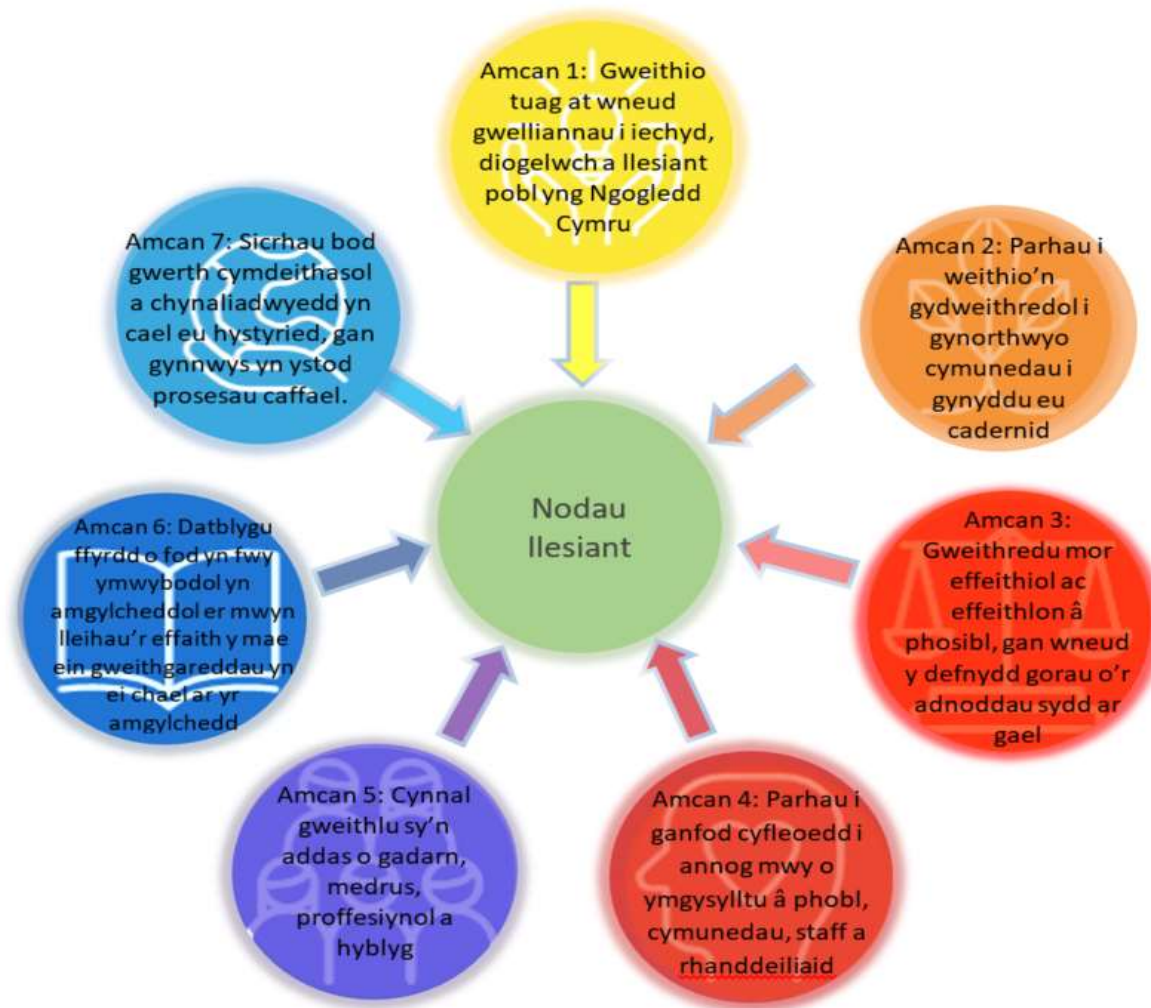 Amcan 1: Gweithio
tuag at wneud
gwelliannau i iechyd,
diogelwch a llesiant
pobl yng Ngogledd
Cymru
Amcan 2: Parhau i
weithio’n
gydweithredol i
gynorthwyo
cymunedau i
gynyddu eu
cadernid
Amcan 3:
Gweithredu mor
effeithiol ac
effeithlon â
phosibl, gan wneud
y defnydd gorau o’r
adnoddau sydd ar
gael
Amcan 4: Parhau i
ganfod cyfleoedd i
annog mwy o
ymgysylltu â phobl,
cymunedau, staff a
rhanddeiliaid
Amcan 5: Cynnal
gweithlu sy’n
addas o gadarn,
medrus,
proffesiynol a
hyblyg
Amcan 6: Datblygu
ffyrdd o fod yn fwy
ymwybodol yn
amgylcheddol er mwyn
lleihau’r effaith y mae
ein gweithgareddau yn
ei chael ar yr
amgylchedd
Amcan 7: Sicrhau bod
gwerth cymdeithasol
a chynaliadwyedd yn
cael eu hystyried, gan
gynnwys yn ystod
prosesau caffael.
Nodau
llesiant